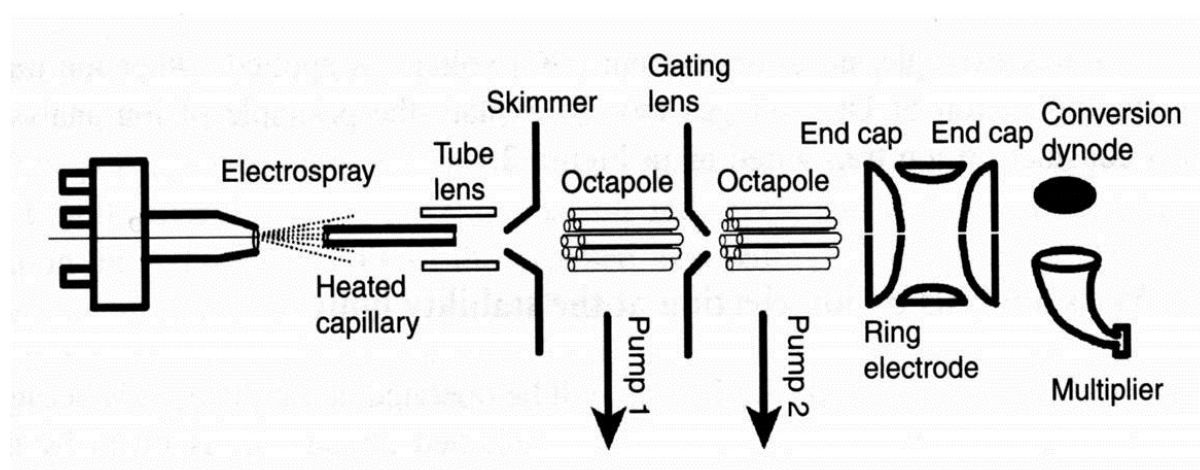 Electrospray
Heated
capillary
Tube
lens
Skimmer
Octapole
Pump 1
Gating
lens
Octapole
Pump 2
End cap
End cap
Ring
electrode
Conversion
dynode
Multiplier